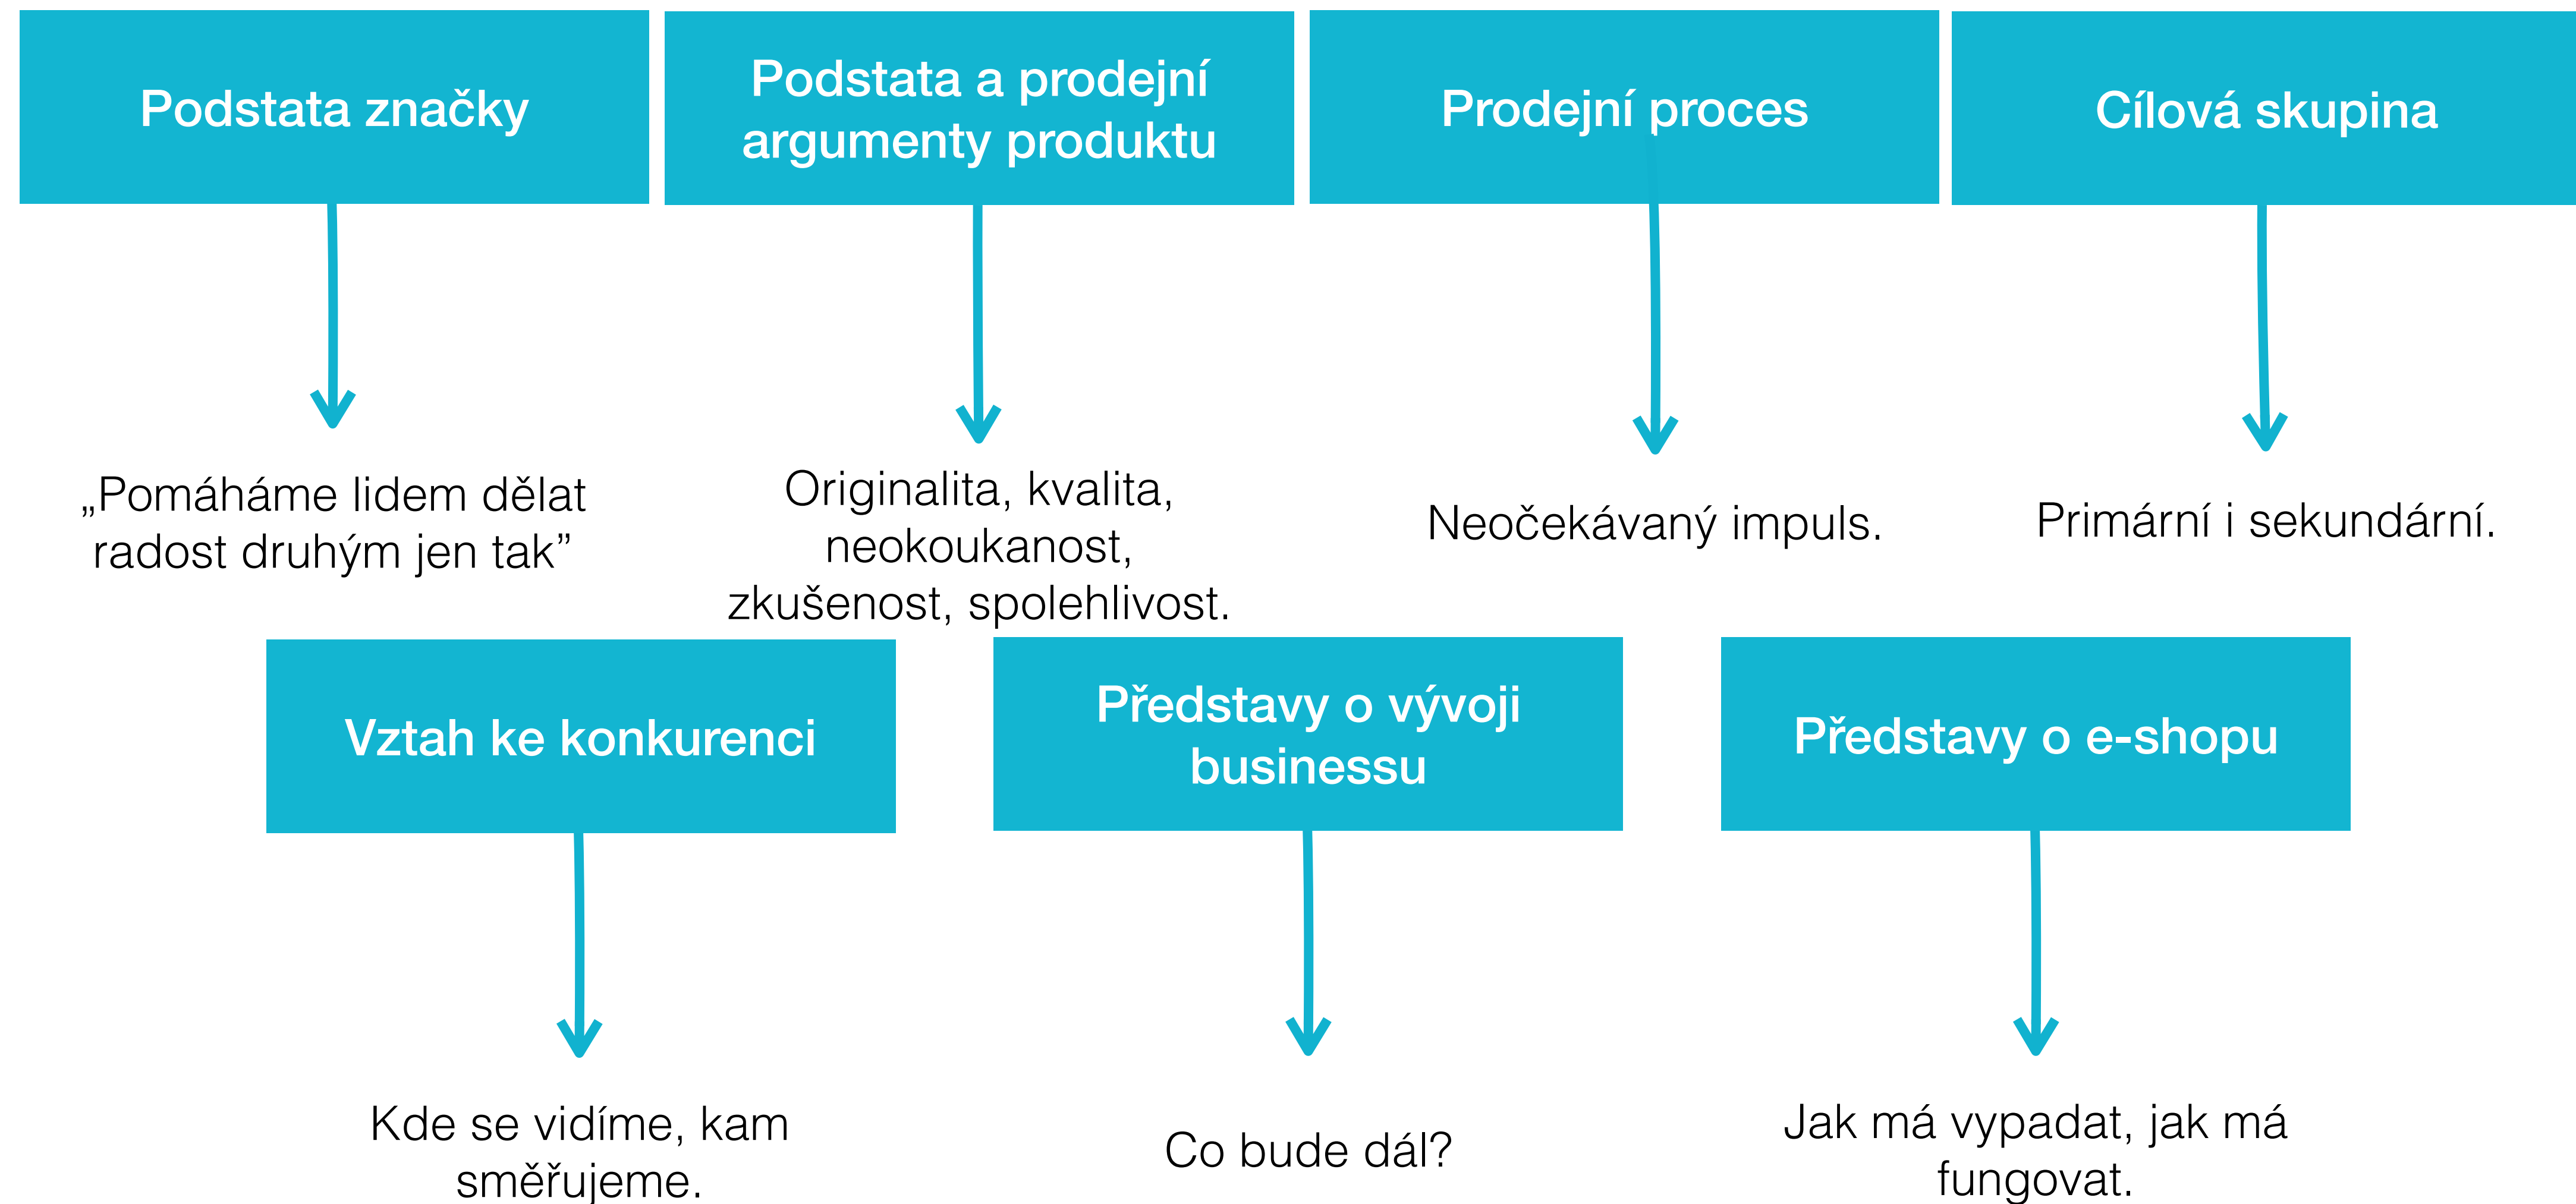 Podstata značky
Podstata a prodejní
argumenty produktu
Prodejní proces
Cílová skupina
„Pomáháme lidem dělat
radost druhým jen tak”
Originalita, kvalita,
neokoukanost,
zkušenost, spolehlivost.
Neočekávaný impuls.
Primární i sekundární.
Vztah ke konkurenci
Představy o vývoji
businessu
Představy o e-shopu
Kde se vidíme, kam
směřujeme.
Co bude dál?
Jak má vypadat, jak má
fungovat.